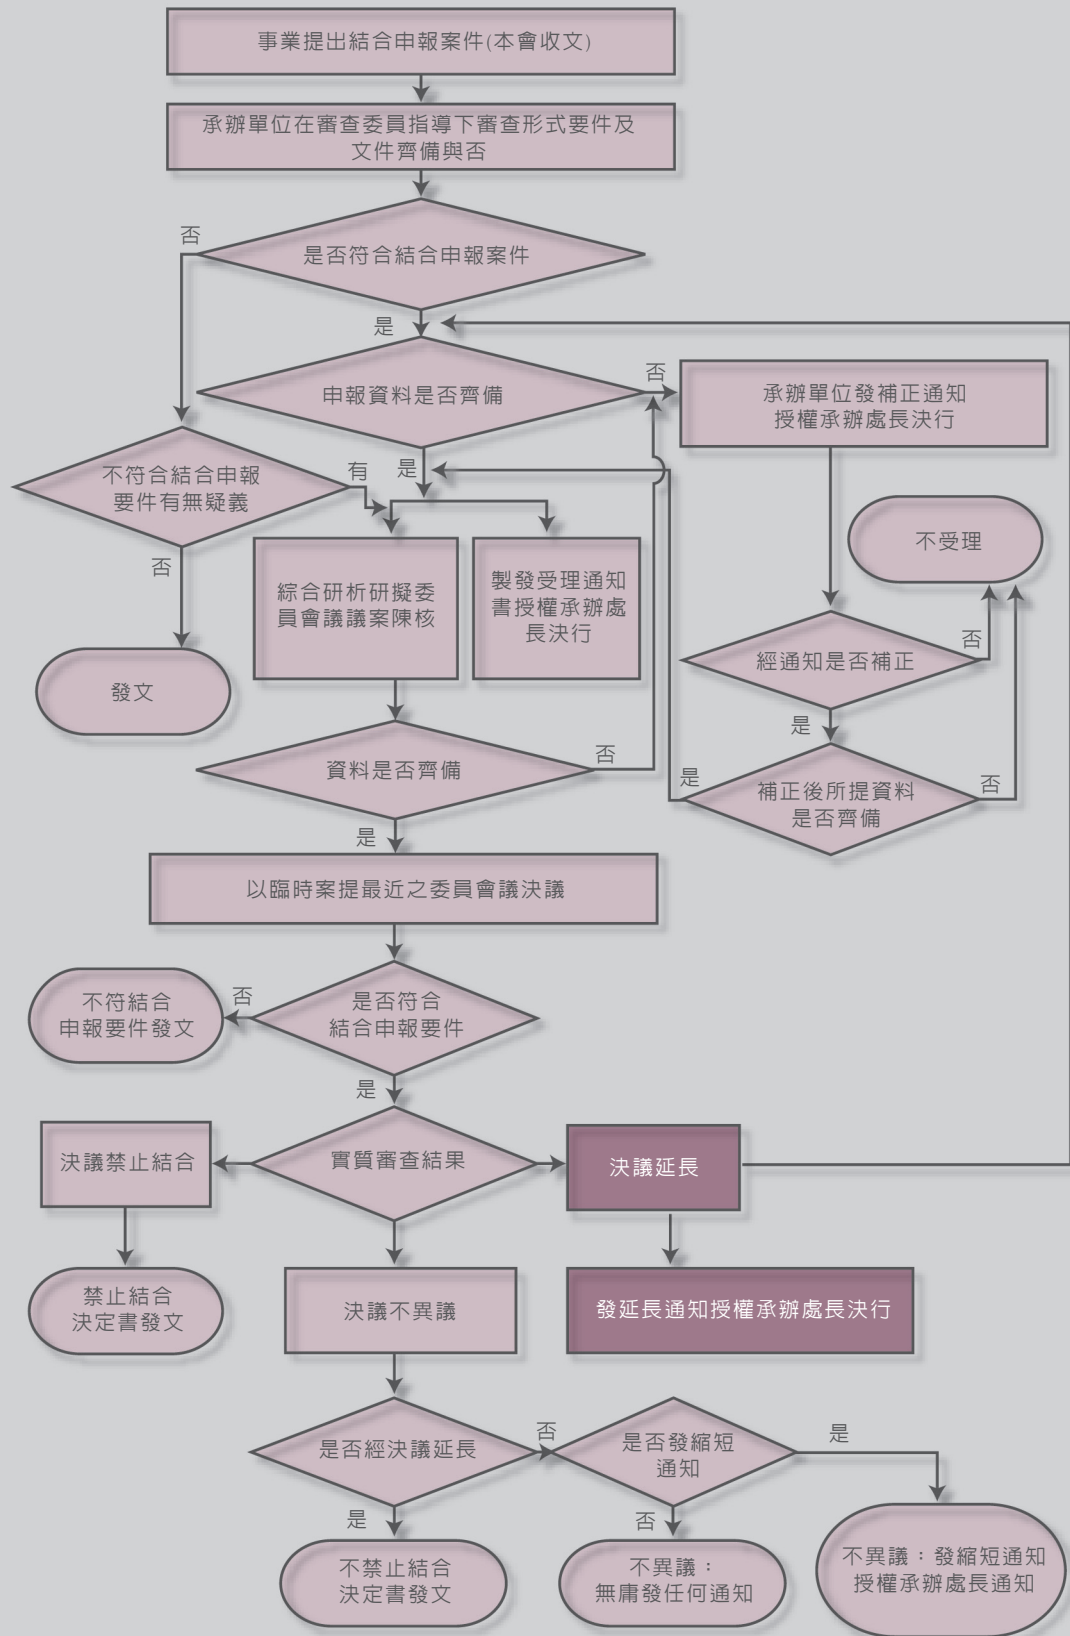 事業提出結合申報案件(本會收文)
承辦單位在審查委員指導下審查形式要件及
文件齊備與否
否
是否符合結合申報案件
是
申報資料是否齊備
否
承辦單位發補正通知
授權承辦處長決行
不符合結合申報
要件有無疑義
有
是
否
綜合研析研擬委
員會議議案陳核
製發受理通知
書授權承辦處
長決行
不受理
發文
經通知是否補正
否
是
資料是否齊備
否
是
補正後所提資料
是否齊備
否
是
以臨時案提最近之委員會議決議
不符結合
申報要件發文
否
是否符合
結合申報要件
是
決議禁止結合
實質審查結果
決議延長
禁止結合
決定書發文
決議不異議
發延長通知授權承辦處長決行
是否經決議延長
否
是否發縮短
通知
是
是
否
不禁止結合
決定書發文
不異議：
無庸發任何通知
不異議：發縮短通知
授權承辦處長通知